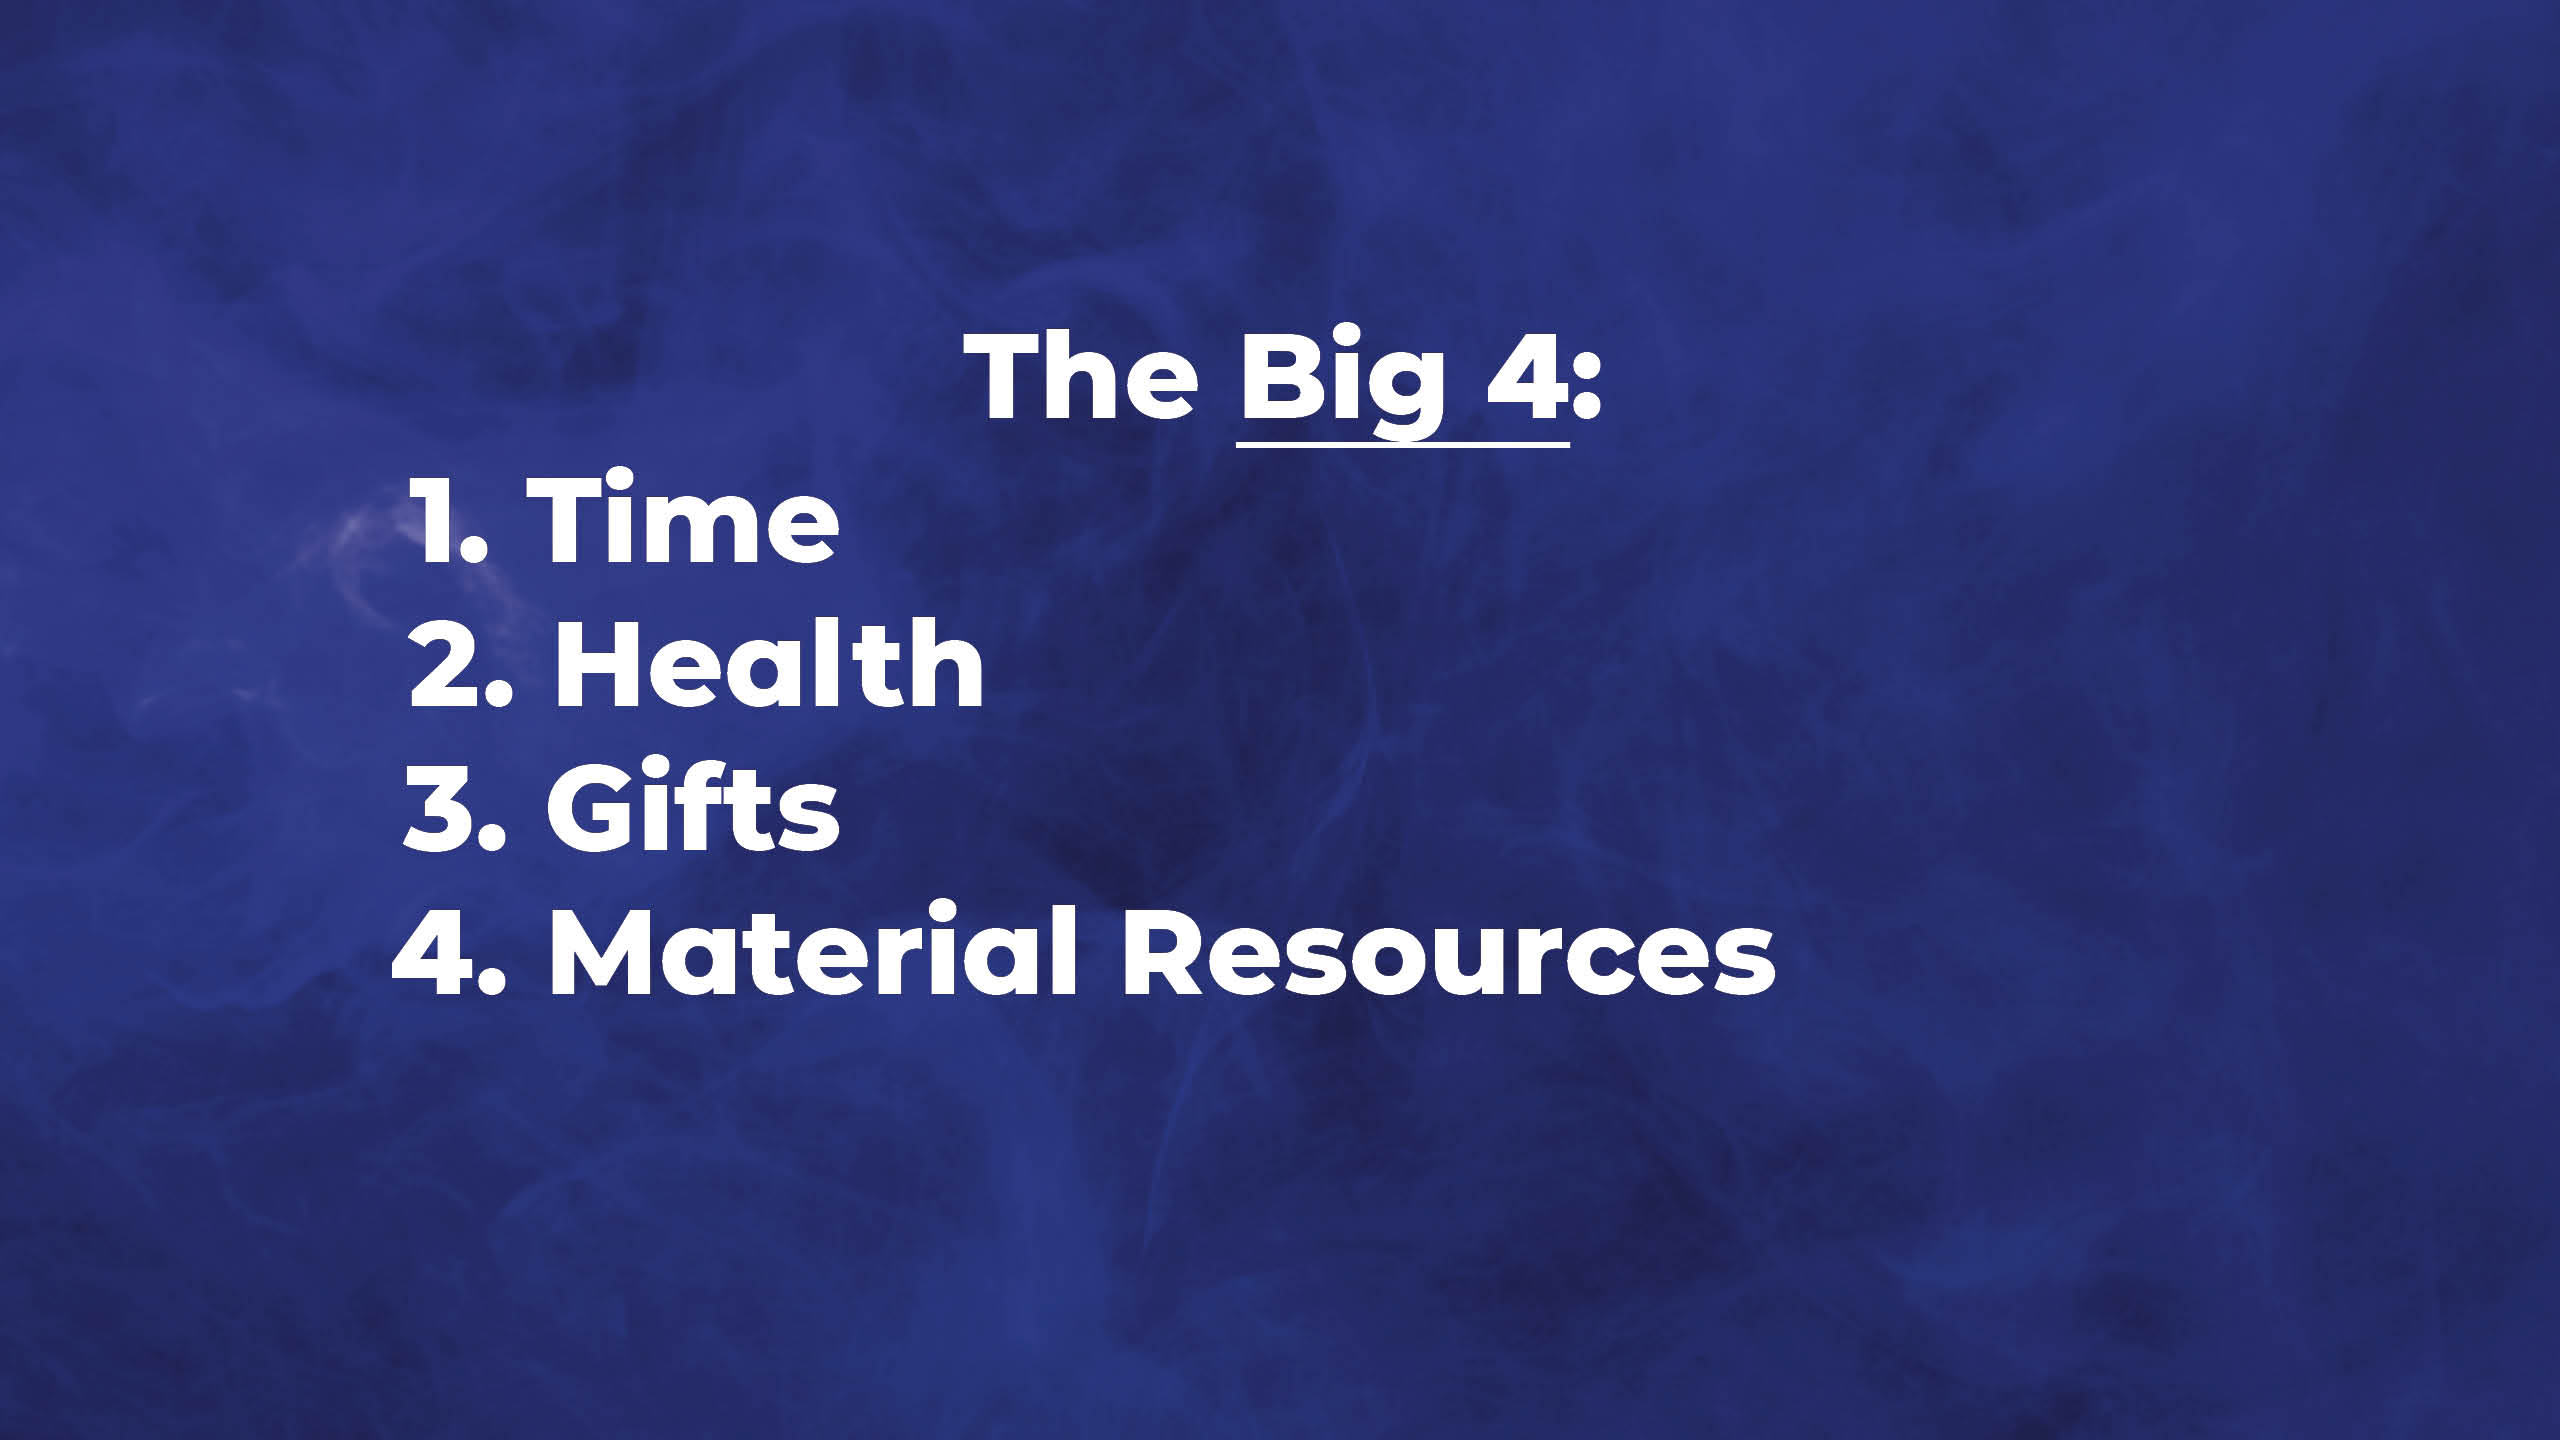 The Big 4:
1. Time
2. Health
3. Gifts
4. Material Resources